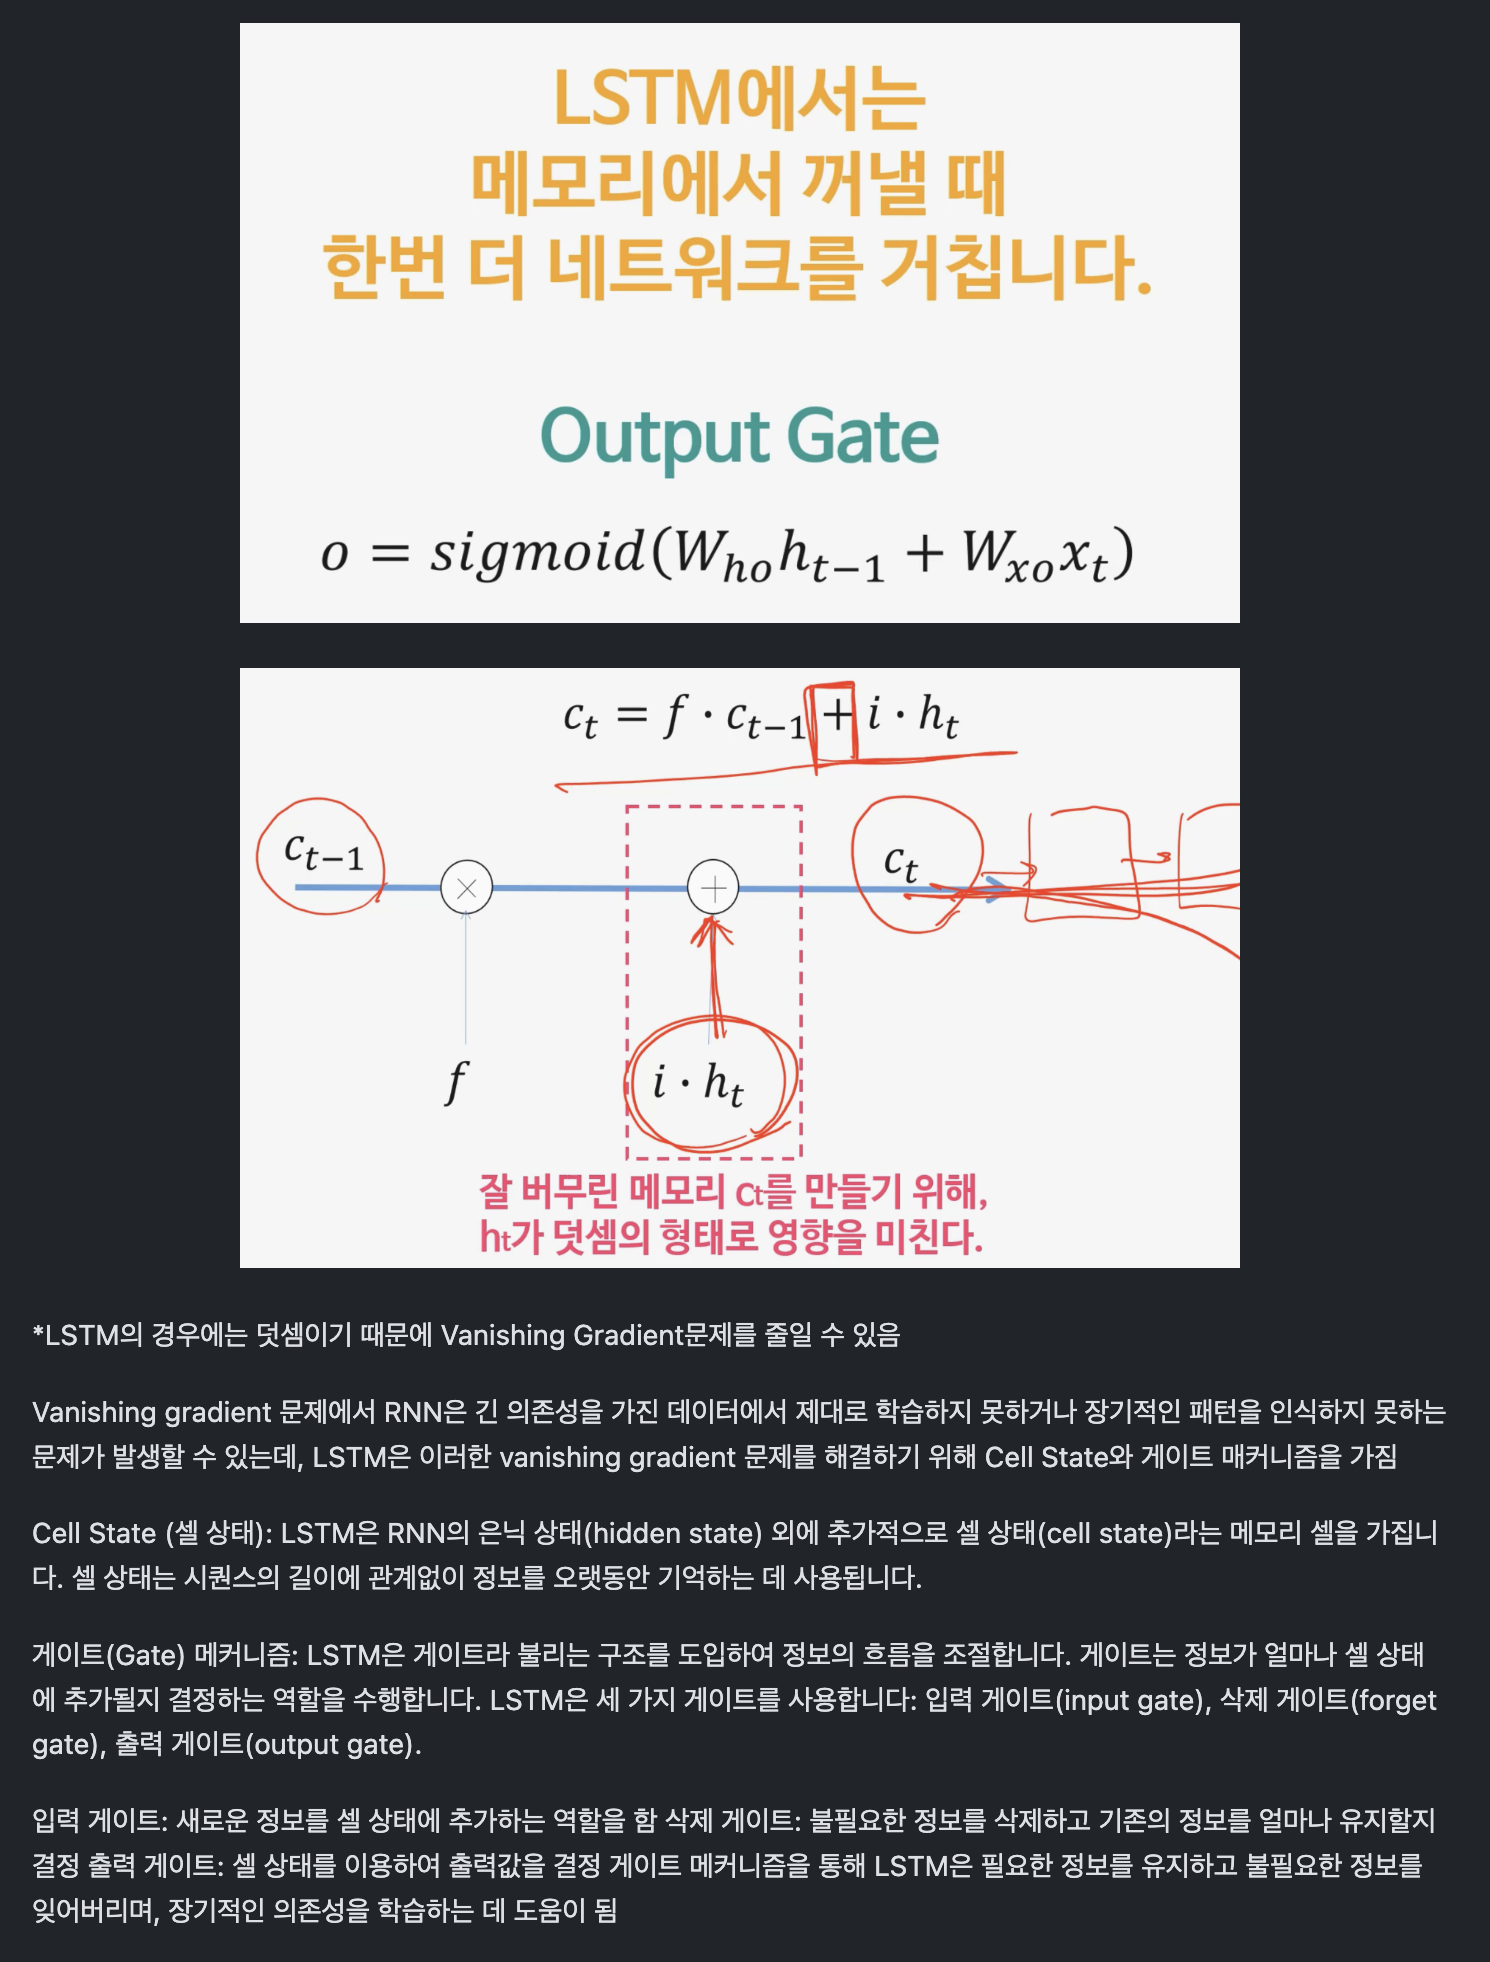 LSTM에서는
메모리에서 꺼낼 때
한번 더 네트워크를 거칩니다.
Output Gate
o = sigmoid(W_{ho}h_{t-1} + W_{xo}x_t)
c_t = f · c_{t-1} + i · h_t
c_{t-1}
×
+
c_t
f
i · h_t
잘 버무린 메모리 ct를 만들기 위해,
ht가 덧셈의 형태로 영향을 미친다.
*LSTM의 경우에는 덧셈이기 때문에 Vanishing Gradient문제를 줄일 수 있음
Vanishing gradient 문제에서 RNN은 긴 의존성을 가진 데이터에서 제대로 학습하지 못하거나 장기적인 패턴을 인식하지 못하는
문제가 발생할 수 있는데, LSTM은 이러한 vanishing gradient 문제를 해결하기 위해 Cell State와 게이트 매커니즘을 가짐
Cell State (셀 상태): LSTM은 RNN의 은닉 상태(hidden state) 외에 추가적으로 셀 상태(cell state)라는 메모리 셀을 가집니
다. 셀 상태는 시퀀스의 길이에 관계없이 정보를 오랫동안 기억하는 데 사용됩니다.
게이트(Gate) 메커니즘: LSTM은 게이트라 불리는 구조를 도입하여 정보의 흐름을 조절합니다. 게이트는 정보가 얼마나 셀 상태
에 추가될지 결정하는 역할을 수행합니다. LSTM은 세 가지 게이트를 사용합니다: 입력 게이트(input gate), 삭제 게이트(forget
gate), 출력 게이트(output gate).
입력 게이트: 새로운 정보를 셀 상태에 추가하는 역할을 함 삭제 게이트: 불필요한 정보를 삭제하고 기존의 정보를 얼마나 유지할지
결정 출력 게이트: 셀 상태를 이용하여 출력값을 결정 게이트 메커니즘을 통해 LSTM은 필요한 정보를 유지하고 불필요한 정보를
잊어버리며, 장기적인 의존성을 학습하는 데 도움이 됨